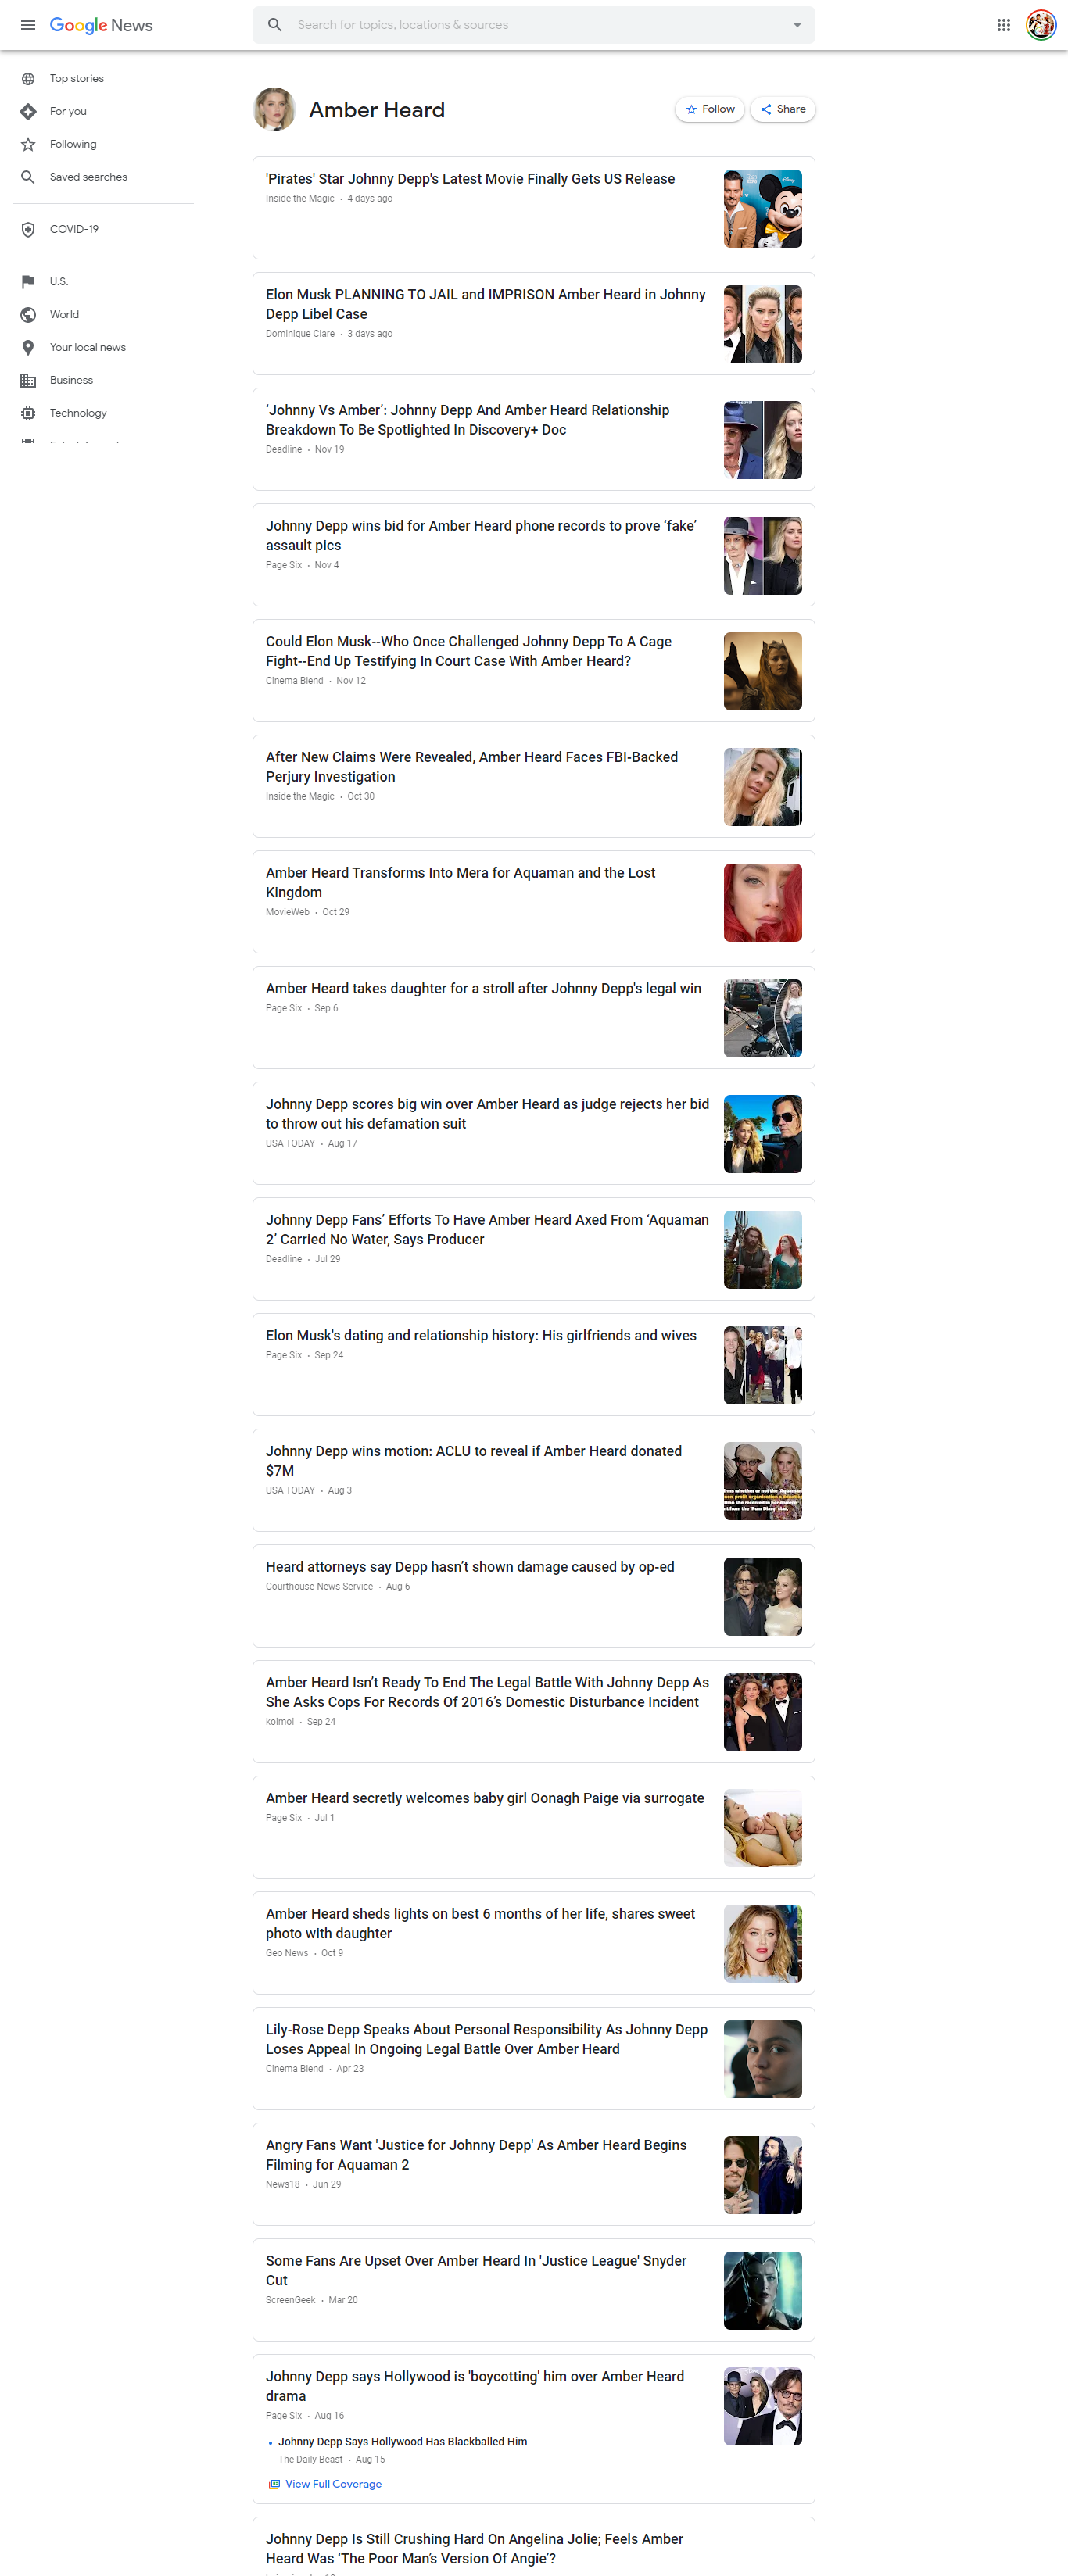 Google News
Search for topics, locations & sources
Top stories
For you
Following
Saved searches
COVID-19
U.S.
World
Your local news
Business
Technology
Amber Heard
Follow
Share
'Pirates' Star Johnny Depp's Latest Movie Finally Gets US Release
Inside the Magic • 4 days ago
Elon Musk PLANNING TO JAIL and IMPRISON Amber Heard in Johnny
Depp Libel Case
Dominique Clare • 3 days ago
‘Johnny Vs Amber’: Johnny Depp And Amber Heard Relationship
Breakdown To Be Spotlighted In Discovery+ Doc
Deadline • Nov 19
Johnny Depp wins bid for Amber Heard phone records to prove ‘fake’
assault pics
Page Six • Nov 4
Could Elon Musk--Who Once Challenged Johnny Depp To A Cage
Fight--End Up Testifying In Court Case With Amber Heard?
Cinema Blend • Nov 12
After New Claims Were Revealed, Amber Heard Faces FBI-Backed
Perjury Investigation
Inside the Magic • Oct 30
Amber Heard Transforms Into Mera for Aquaman and the Lost
Kingdom
MovieWeb • Oct 29
Amber Heard takes daughter for a stroll after Johnny Depp's legal win
Page Six • Sep 6
Johnny Depp scores big win over Amber Heard as judge rejects her bid
to throw out his defamation suit
USA TODAY • Aug 17
Johnny Depp Fans’ Efforts To Have Amber Heard Axed From ‘Aquaman
2’ Carried No Water, Says Producer
Deadline • Jul 29
Elon Musk's dating and relationship history: His girlfriends and wives
Page Six • Sep 24
Johnny Depp wins motion: ACLU to reveal if Amber Heard donated
$7M
USA TODAY • Aug 3
Heard attorneys say Depp hasn’t shown damage caused by op-ed
Courthouse News Service • Aug 6
Amber Heard Isn’t Ready To End The Legal Battle With Johnny Depp As
She Asks Cops For Records Of 2016’s Domestic Disturbance Incident
koimoi • Sep 24
Amber Heard secretly welcomes baby girl Oonagh Paige via surrogate
Page Six • Jul 1
Amber Heard sheds lights on best 6 months of her life, shares sweet
photo with daughter
Geo News • Oct 9
Lily-Rose Depp Speaks About Personal Responsibility As Johnny Depp
Loses Appeal In Ongoing Legal Battle Over Amber Heard
Cinema Blend • Apr 23
Angry Fans Want 'Justice for Johnny Depp' As Amber Heard Begins
Filming for Aquaman 2
News18 • Jun 29
Some Fans Are Upset Over Amber Heard In 'Justice League' Snyder
Cut
ScreenGeek • Mar 20
Johnny Depp says Hollywood is 'boycotting' him over Amber Heard
drama
Page Six • Aug 16
• Johnny Depp Says Hollywood Has Blackballed Him
The Daily Beast • Aug 15
View Full Coverage
Johnny Depp Is Still Crushing Hard On Angelina Jolie; Feels Amber
Heard Was ‘The Poor Man’s Version Of Angie’?